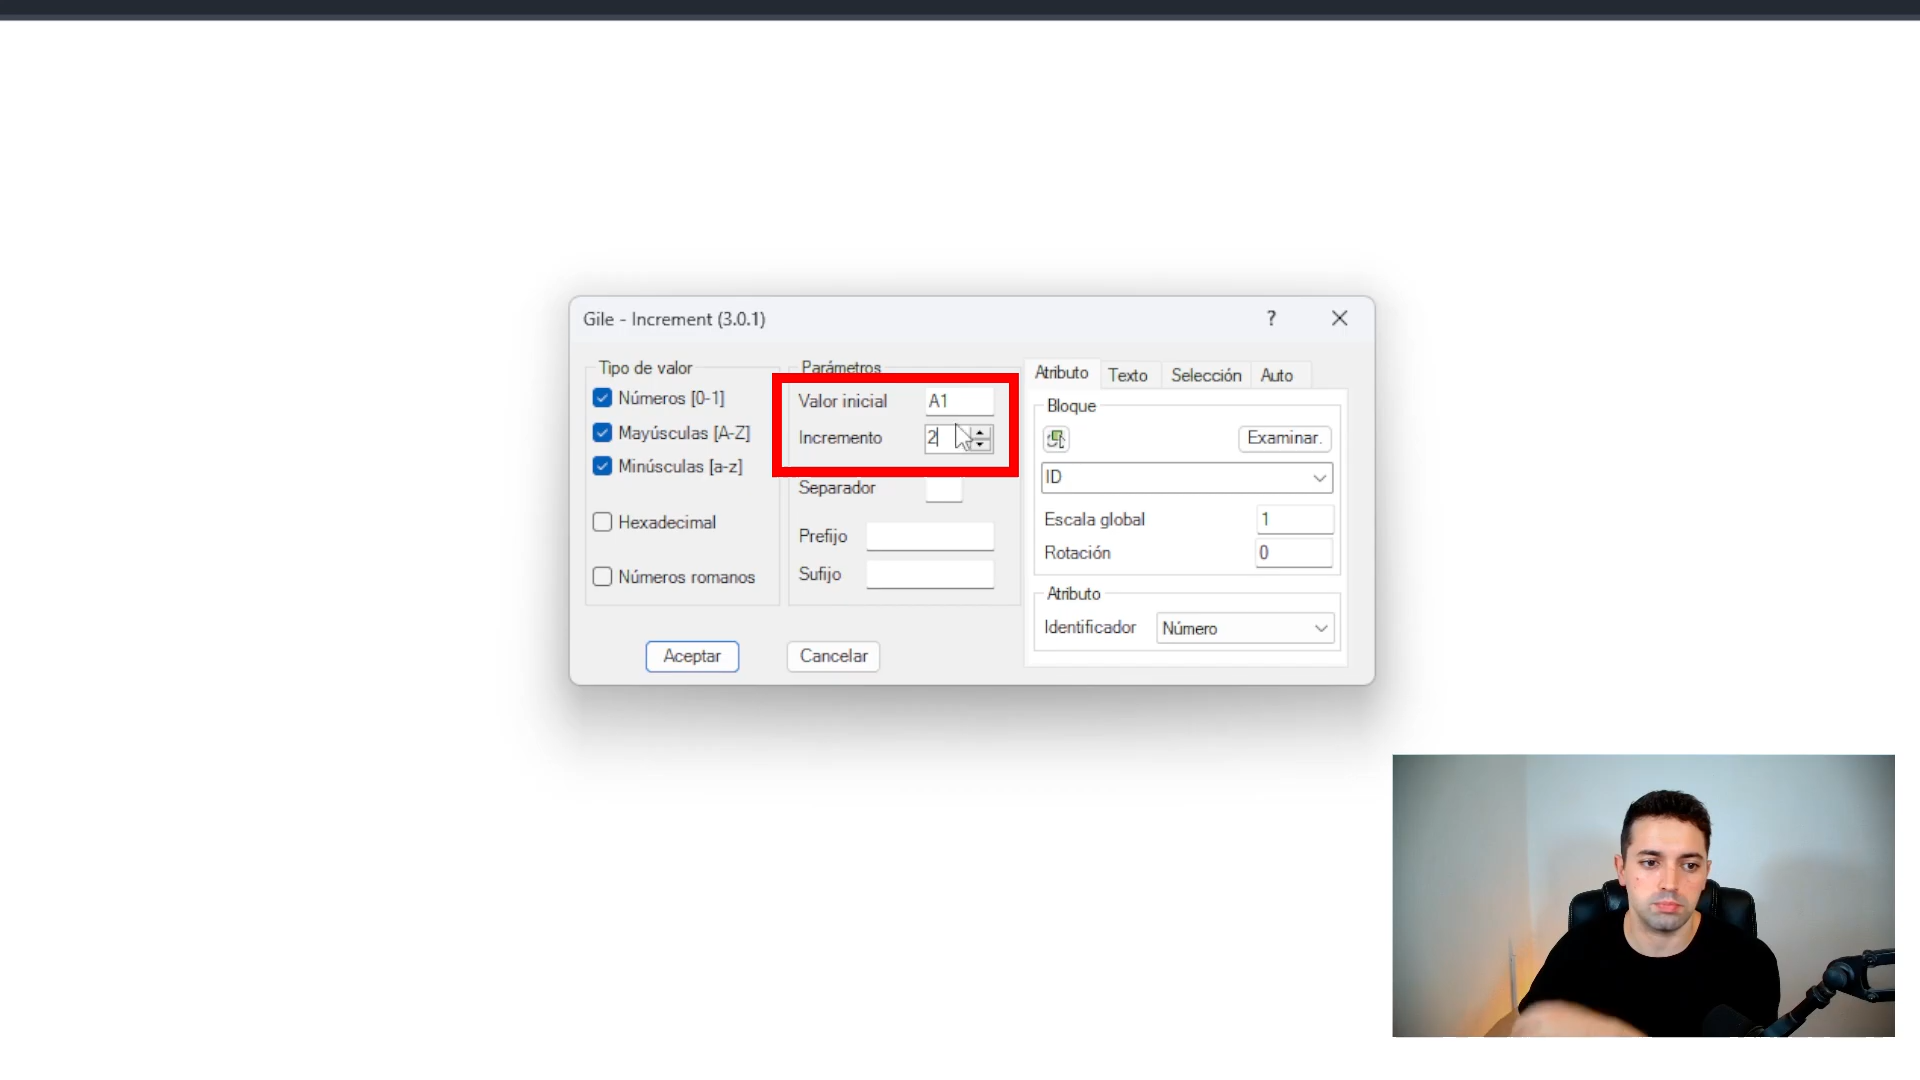 Gile - Increment (3.0.1)
?
Tipo de valor
Números [0-1]
Mayúsculas [A-Z]
Minúsculas [a-z]
Hexadecimal
Números romanos
Parámetros
Valor inicial A1
Incremento 2
Separador
Prefijo
Sufijo
Aceptar
Cancelar
Atributo Texto Selección Auto
Bloque
Examinar.
ID
Escala global 1
Rotación 0
Atributo
Identificador Número